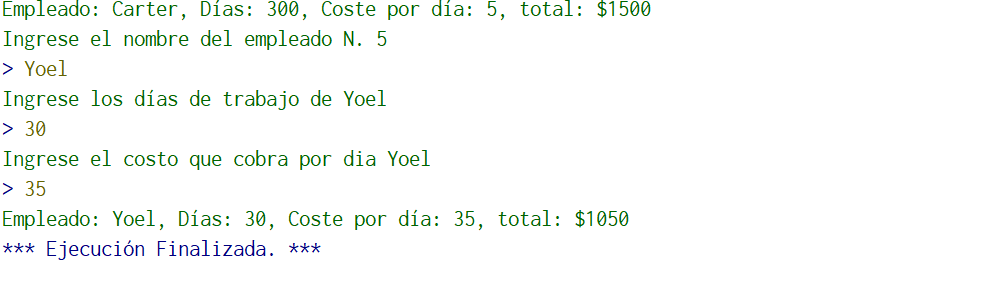 Empleado: Carter, Días: 300, Coste por día: 5, total: $1500
Ingrese el nombre del empleado N. 5
> Yoel
Ingrese los días de trabajo de Yoel
> 30
Ingrese el costo que cobra por dia Yoel
> 35
Empleado: Yoel, Días: 30, Coste por día: 35, total: $1050
*** Ejecución Finalizada. ***